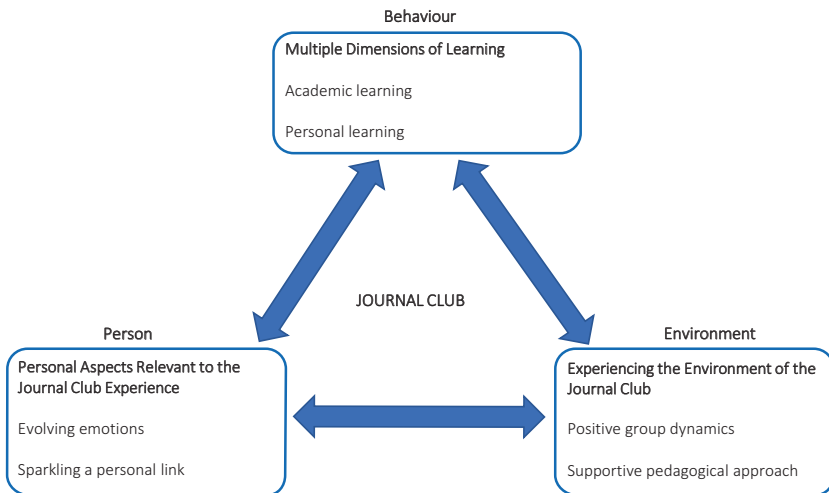 Behaviour
Multiple Dimensions of Learning
Academic learning
Personal learning
JOURNAL CLUB
Person
Personal Aspects Relevant to the
Journal Club Experience
Evolving emotions
Sparkling a personal link
Environment
Experiencing the Environment of the
Journal Club
Positive group dynamics
Supportive pedagogical approach